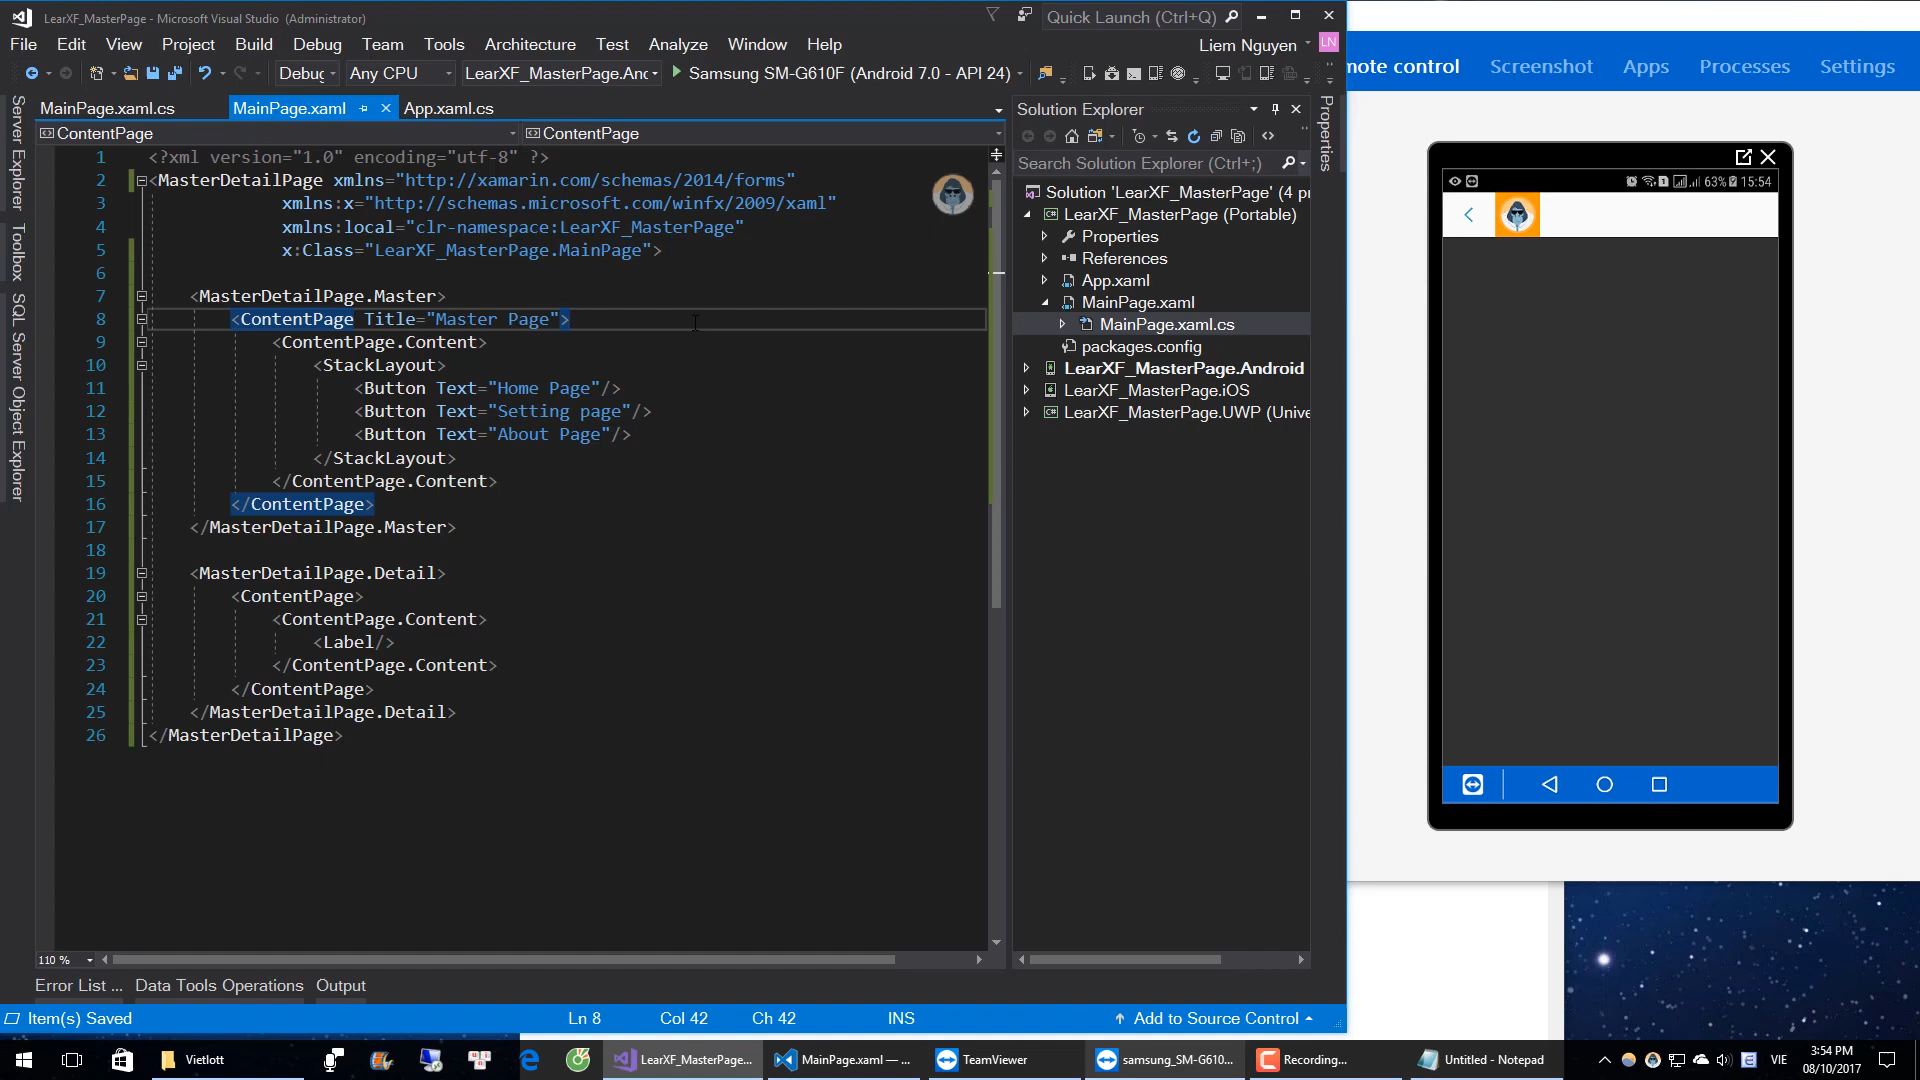 LearXF_MasterPage - Microsoft Visual Studio (Administrator)
Quick Launch (Ctrl+Q)
File Edit View Project Build Debug Team Tools Architecture Test Analyze Window Help
Liem Nguyen LN
Debug Any CPU LearXF_MasterPage.Anc Samsung SM-G610F (Android 7.0 - API 24)
MainPage.xaml.cs MainPage.xaml App.xaml.cs
ContentPage ContentPage
1 <?xml version="1.0" encoding="utf-8" ?>
2 <MasterDetailPage xmlns="http://xamarin.com/schemas/2014/forms"
3 xmlns:x="http://schemas.microsoft.com/winfx/2009/xaml"
4 xmlns:local="clr-namespace:LearXF_MasterPage"
5 x:Class="LearXF_MasterPage.MainPage">
6
7 <MasterDetailPage.Master>
8 <ContentPage Title="Master Page">
9 <ContentPage.Content>
10 <StackLayout>
11 <Button Text="Home Page"/>
12 <Button Text="Setting page"/>
13 <Button Text="About Page"/>
14 </StackLayout>
15 </ContentPage.Content>
16 </ContentPage>
17 </MasterDetailPage.Master>
18
19 <MasterDetailPage.Detail>
20 <ContentPage>
21 <ContentPage.Content>
22 <Label/>
23 </ContentPage.Content>
24 </ContentPage>
25 </MasterDetailPage.Detail>
26 </MasterDetailPage>
110 %
Error List ... Data Tools Operations Output
Item(s) Saved Ln 8 Col 42 Ch 42 INS Add to Source Control
Server Explorer
Toolbox
SQL Server Object Explorer
Solution Explorer
Search Solution Explorer (Ctrl+;)
Solution 'LearXF_MasterPage' (4 pr
LearXF_MasterPage (Portable)
Properties
References
App.xaml
MainPage.xaml
MainPage.xaml.cs
packages.config
LearXF_MasterPage.Android
LearXF_MasterPage.iOS
LearXF_MasterPage.UWP (Unive
Properties
mote control Screenshot Apps Processes Settings
63% 15:54
Vietlott
LearXF_MasterPage...
MainPage.xaml — ...
TeamViewer
samsung_SM-G610...
Recording...
Untitled - Notepad
VIE
3:54 PM
08/10/2017